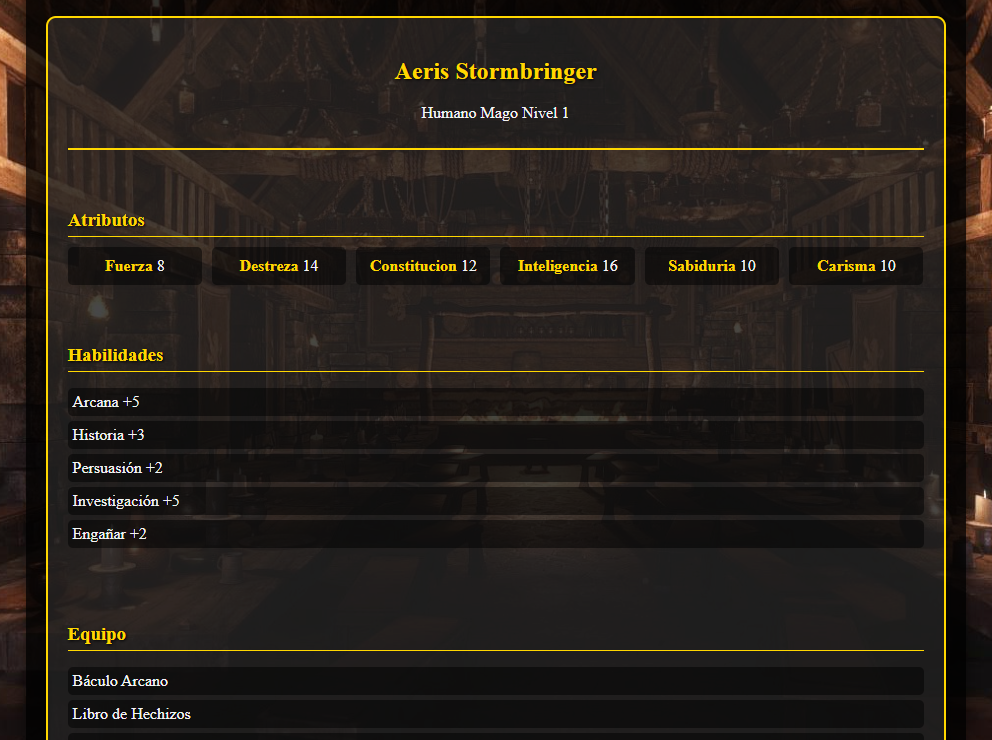 Aeris Stormbringer
Humano Mago Nivel 1
Atributos
Fuerza 8 Destreza 14 Constitucion 12 Inteligencia 16 Sabiduria 10 Carisma 10
Habilidades
Arcana +5
Historia +3
Persuasión +2
Investigación +5
Engañar +2
Equipo
Báculo Arcano
Libro de Hechizos